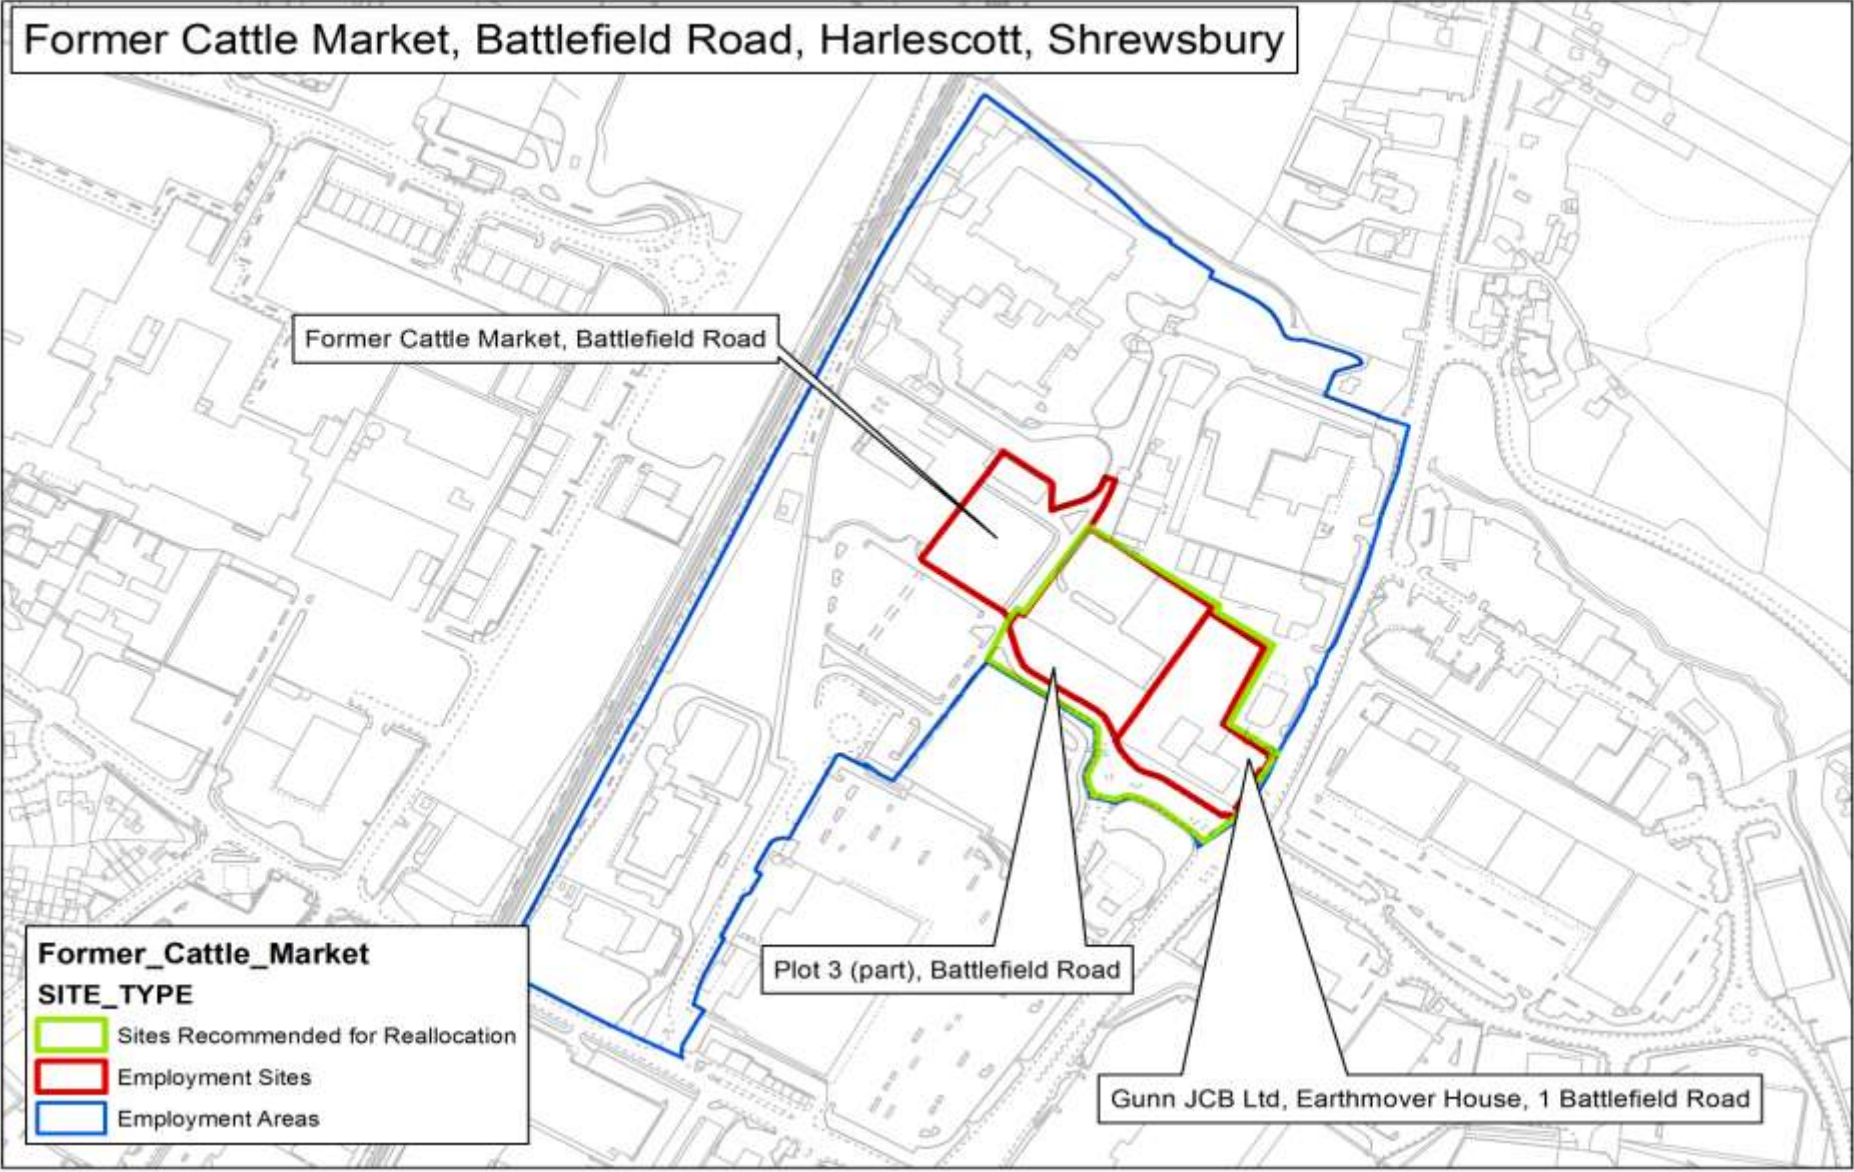 Former Cattle Market, Battlefield Road, Harlescott, Shrewsbury
Former Cattle Market, Battlefield Road
Plot 3 (part), Battlefield Road
Gunn JCB Ltd, Earthmover House, 1 Battlefield Road
Former_Cattle_Market
SITE_TYPE
Sites Recommended for Reallocation
Employment Sites
Employment Areas